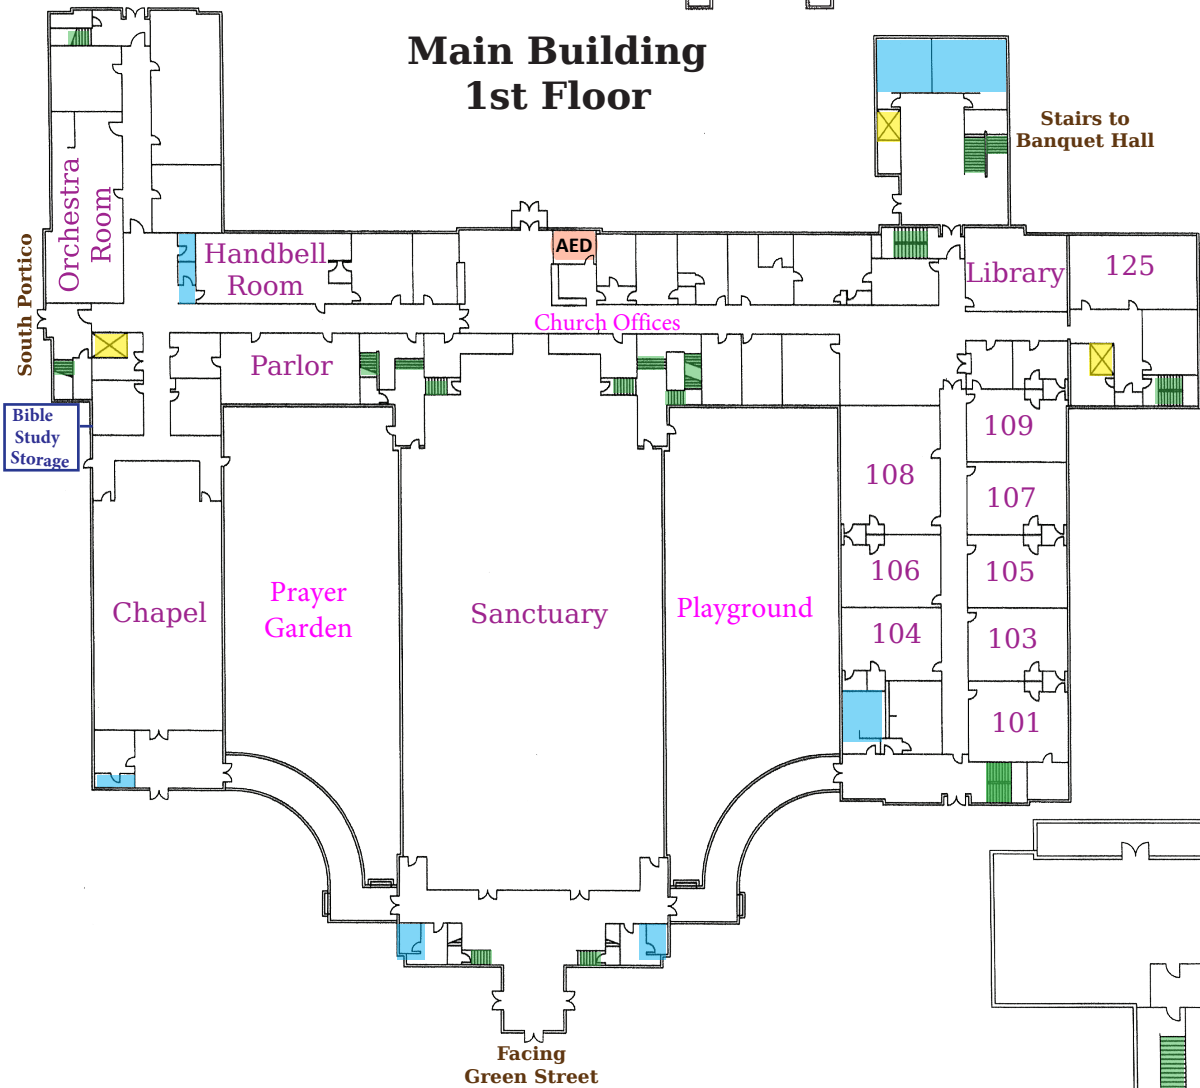 Main Building
1st Floor
Stairs to
Banquet Hall
Orchestra
Room
South Portico
Handbell
Room
AED
Library
125
Church Offices
Parlor
Bible
Study
Storage
109
108
107
106
105
Chapel
Prayer
Garden
Sanctuary
Playground
104
103
101
Facing
Green Street